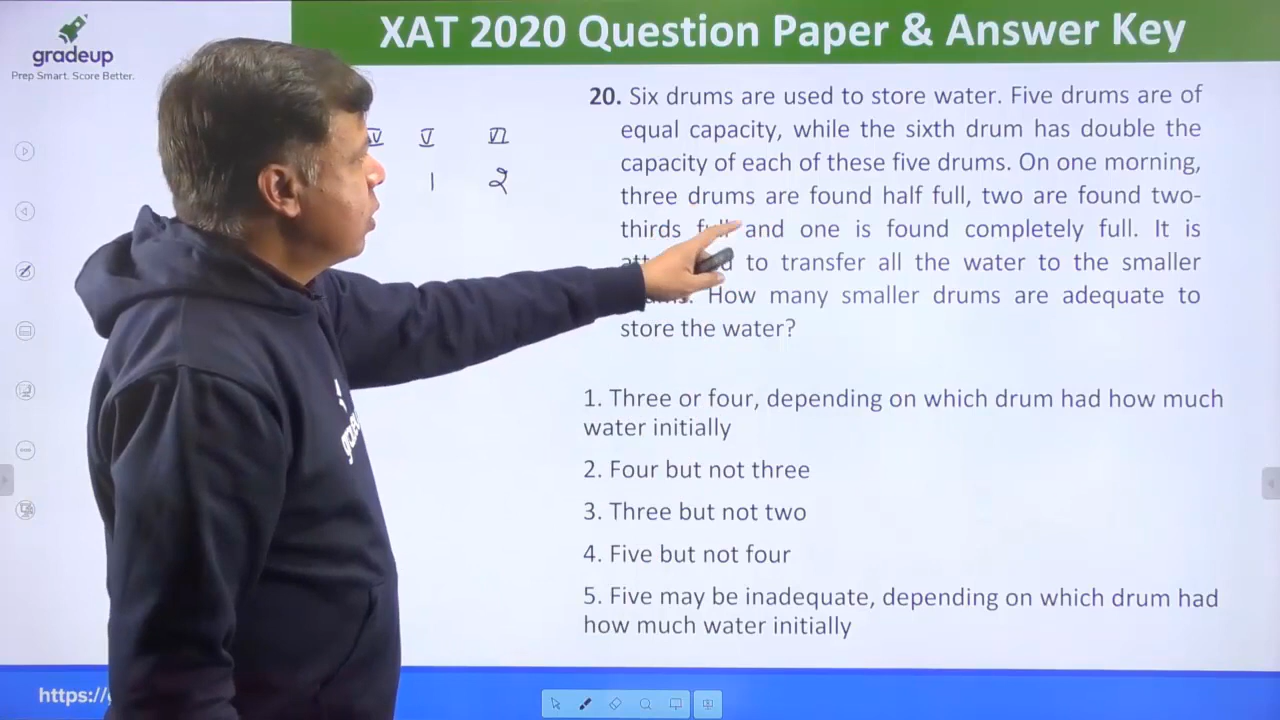 XAT 2020 Question Paper & Answer Key
gradeup
Prep Smart. Score Better.
IV V VI
1 2
20. Six drums are used to store water. Five drums are of
equal capacity, while the sixth drum has double the
capacity of each of these five drums. On one morning,
three drums are found half full, two are found two-
thirds full and one is found completely full. It is
to transfer all the water to the smaller
How many smaller drums are adequate to
store the water?
1. Three or four, depending on which drum had how much
water initially
2. Four but not three
3. Three but not two
4. Five but not four
5. Five may be inadequate, depending on which drum had
how much water initially
https://g